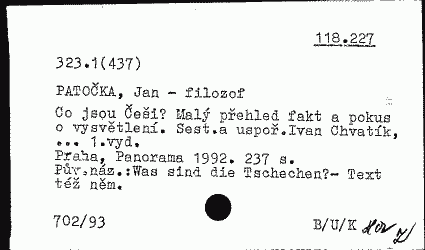 118.227
323.1(437)
PATOČKA, Jan - filozof
Co jsou Češi? Malý přehled fakt a pokus
o vysvětlení. Sest.a uspoř.Ivan Chvatík,
... 1.vyd.
Praha, Panorama 1992. 237 s.
Pův.náz.:Was sind die Tschechen?- Text
též něm.
702/93
B/U/K